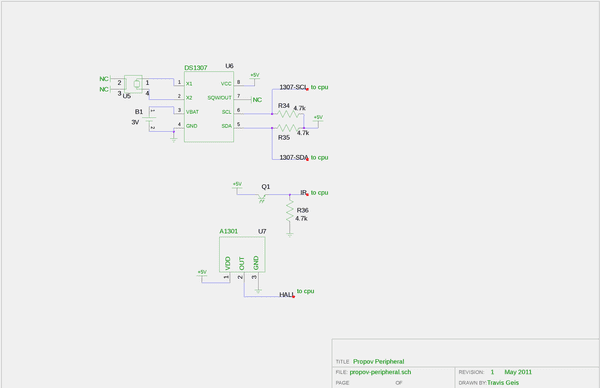 DS1307 U6
NC 2 1 1 X1 VCC 8 +5V
NC 3 4 2 X2 SQW/OUT 7 NC
U5
1307-SCL to cpu
B1 1 3 VBAT SCL 6 R34 4.7k +5V
3V 2 4 GND SDA 5 R35 4.7k
1307-SDA to cpu
+5V Q1 IR to cpu
R36
4.7k
A1301 U7
VDD OUT GND
+5V 1 2 3
HALL to cpu
TITLE Propov Peripheral
FILE: propov-peripheral.sch REVISION: 1 May 2011
PAGE OF DRAWN BY: Travis Geis